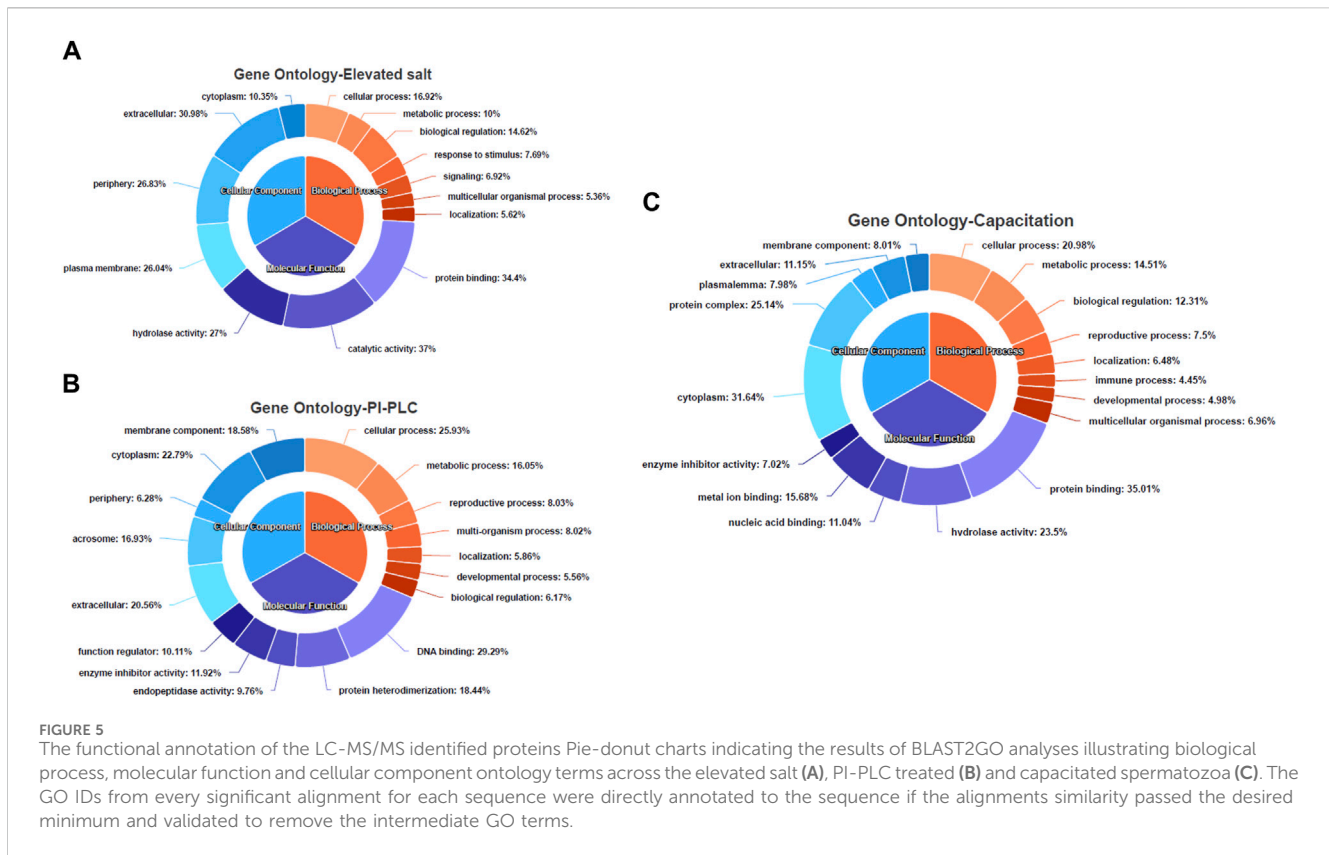 A
Gene Ontology-Elevated salt
cytoplasm: 10.35%
cellular process: 16.92%
extracellular: 30.98%
metabolic process: 10%
biological regulation: 14.62%
response to stimulus: 7.69%
periphery: 26.83%
signaling: 6.92%
Cellular Component
Biological Process
multicellular organismal process: 5.36%
localization: 5.62%
plasma membrane: 26.04%
Molecular Function
protein binding: 34.4%
hydrolase activity: 27%
catalytic activity: 37%
B
Gene Ontology-PI-PLC
membrane component: 18.58%
cellular process: 25.93%
cytoplasm: 22.79%
metabolic process: 16.05%
periphery: 6.28%
reproductive process: 8.03%
Cellular Component
Biological Process
multi-organism process: 8.02%
acrosome: 16.93%
localization: 5.86%
developmental process: 5.56%
extracellular: 20.56%
Molecular Function
biological regulation: 6.17%
function regulator: 10.11%
DNA binding: 29.29%
enzyme inhibitor activity: 11.92%
endopeptidase activity: 9.76%
protein heterodimerization: 18.44%
C
Gene Ontology-Capacitation
membrane component: 8.01%
cellular process: 20.98%
extracellular: 11.15%
metabolic process: 14.51%
plasmalemma: 7.98%
protein complex: 25.14%
biological regulation: 12.31%
reproductive process: 7.5%
Cellular Component
Biological Process
localization: 6.48%
immune process: 4.45%
cytoplasm: 31.64%
developmental process: 4.98%
multicellular organismal process: 6.96%
Molecular Function
enzyme inhibitor activity: 7.02%
protein binding: 35.01%
metal ion binding: 15.68%
nucleic acid binding: 11.04%
hydrolase activity: 23.5%
FIGURE 5
The functional annotation of the LC-MS/MS identified proteins Pie-donut charts indicating the results of BLAST2GO analyses illustrating biological
process, molecular function and cellular component ontology terms across the elevated salt (A), PI-PLC treated (B) and capacitated spermatozoa (C). The
GO IDs from every significant alignment for each sequence were directly annotated to the sequence if the alignments similarity passed the desired
minimum and validated to remove the intermediate GO terms.